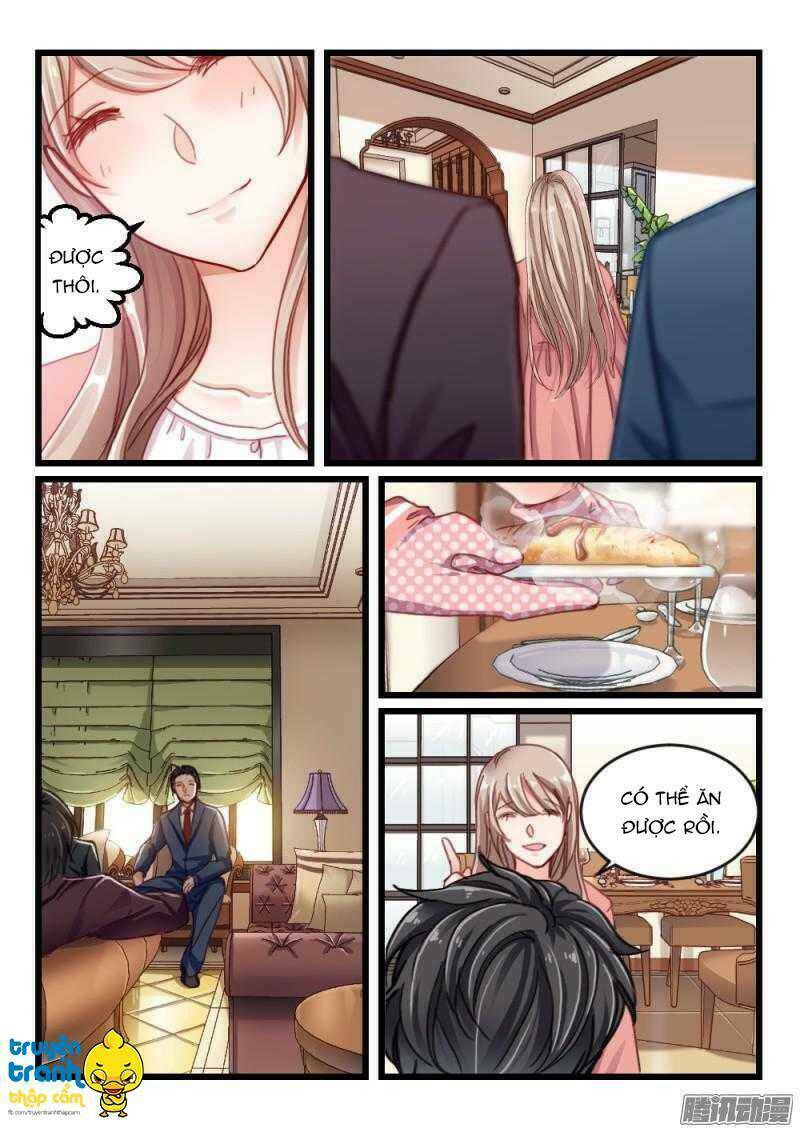 ĐƯỢC
THÔI.
CÓ THỂ ĂN
ĐƯỢC RỒI.
truyện
tranh
thập cẩm
fb.com/truyentranhthapcam
腾讯动漫